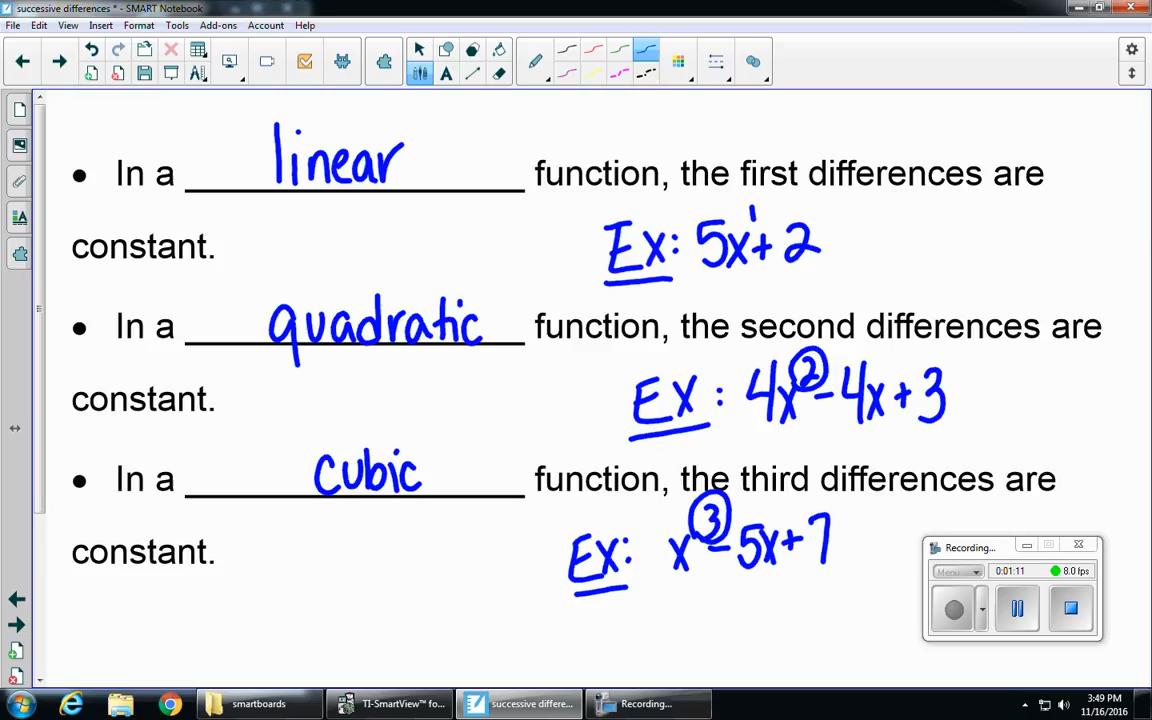 successive differences * - SMART Notebook
File Edit View Insert Format Tools Add-ons Account Help
• In a linear function, the first differences are
constant.
Ex: 5x¹+2
• In a quadratic function, the second differences are
constant.
Ex: 4x²-4x+3
• In a cubic function, the third differences are
constant.
Ex: x³-5x+7
Recording...
Menu 0:01:11 8.0 fps
smartboards TI-SmartView™ fo... successive differe... Recording...
3:49 PM
11/16/2016